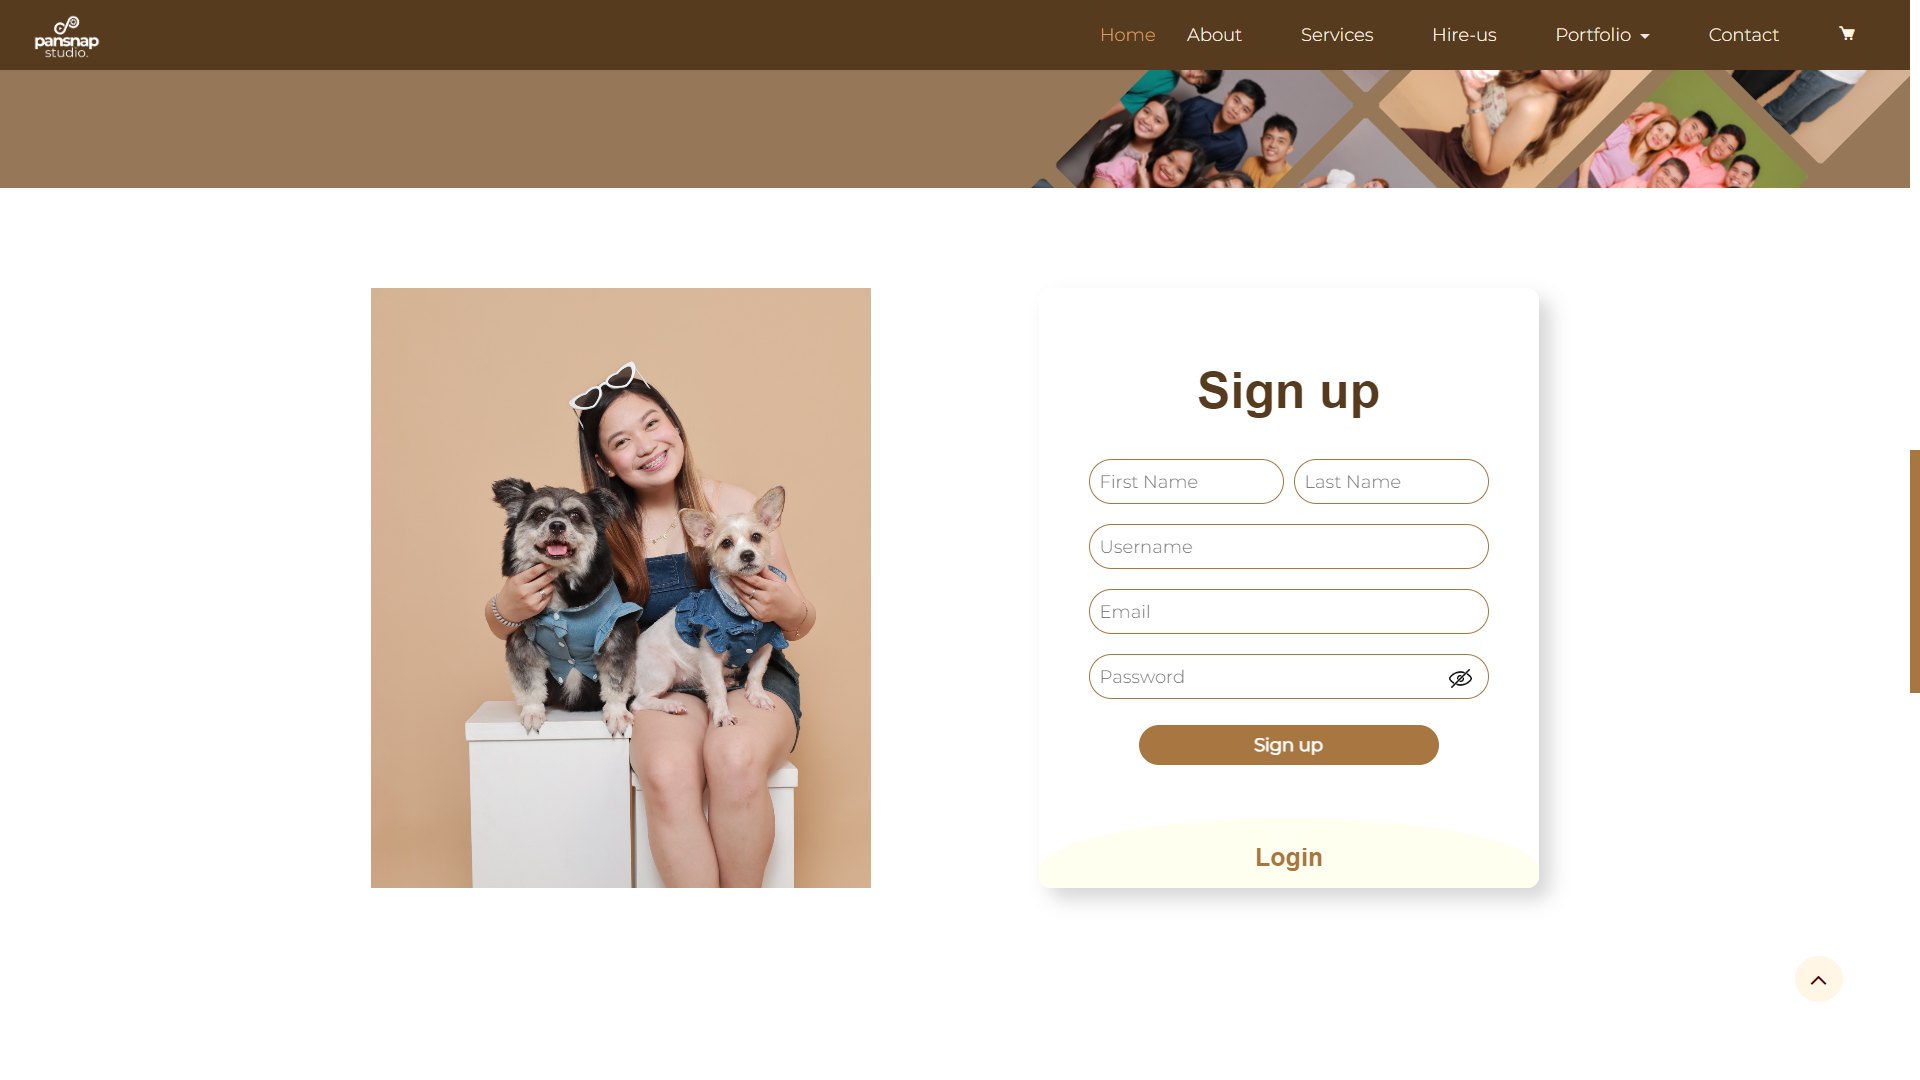 pansnap
studio.
Home About Services Hire-us Portfolio Contact
Sign up
First Name Last Name
Username
Email
Password
Sign up
Login